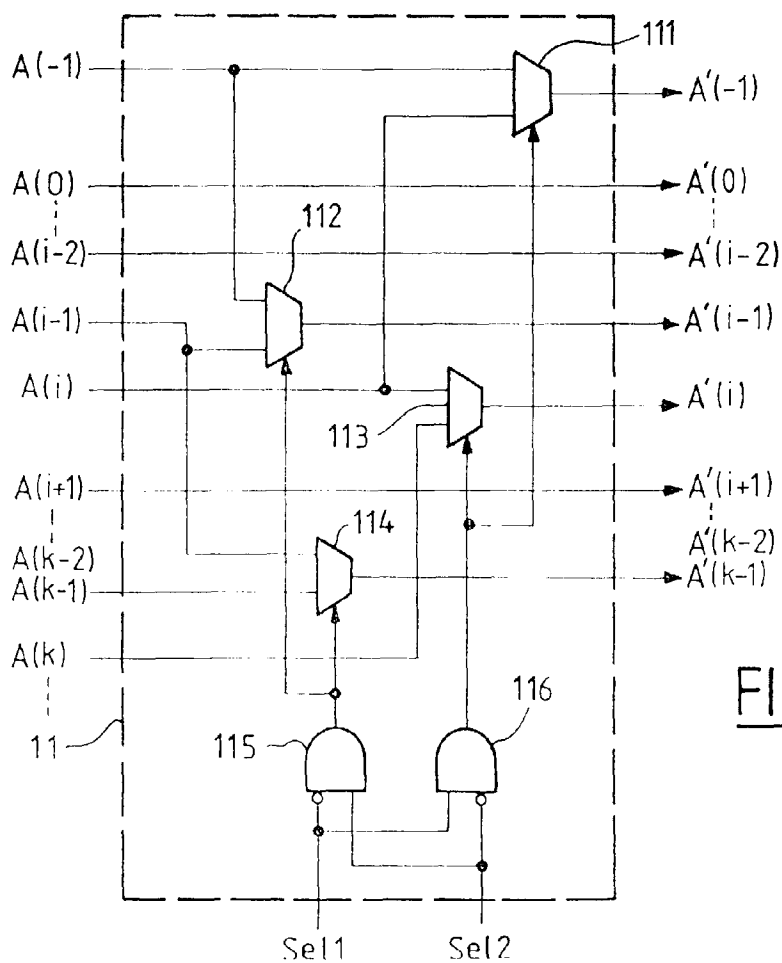 111
A(-1)
A'(-1)
A(0)
A'(0)
112
A(i-2)
A'(i-2)
A(i-1)
A'(i-1)
A(i)
113
A'(i)
A(i+1)
A'(i+1)
114
A(k-2)
A'(k-2)
A(k-1)
A'(k-1)
A(k)
116
FI
11
115
Sel1
Sel2